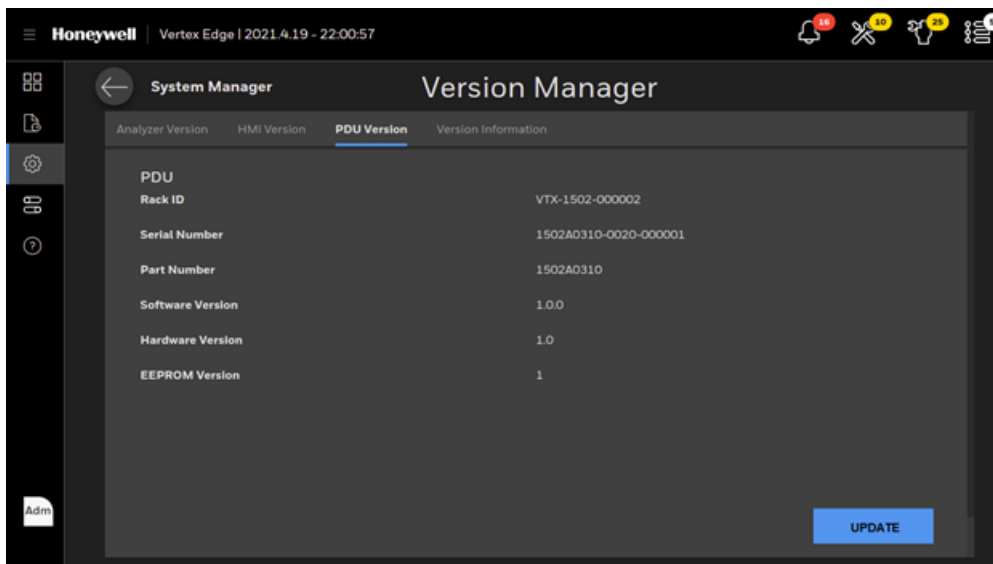 Honeywell Vertex Edge | 2021.4.19 - 22:00:57 16 10 25
System Manager Version Manager
Analyzer Version HMI Version PDU Version Version Information
PDU
Rack ID VTX-1502-000002
Serial Number 1502A0310-0020-000001
Part Number 1502A0310
Software Version 1.0.0
Hardware Version 1.0
EEPROM Version 1
Adm
UPDATE